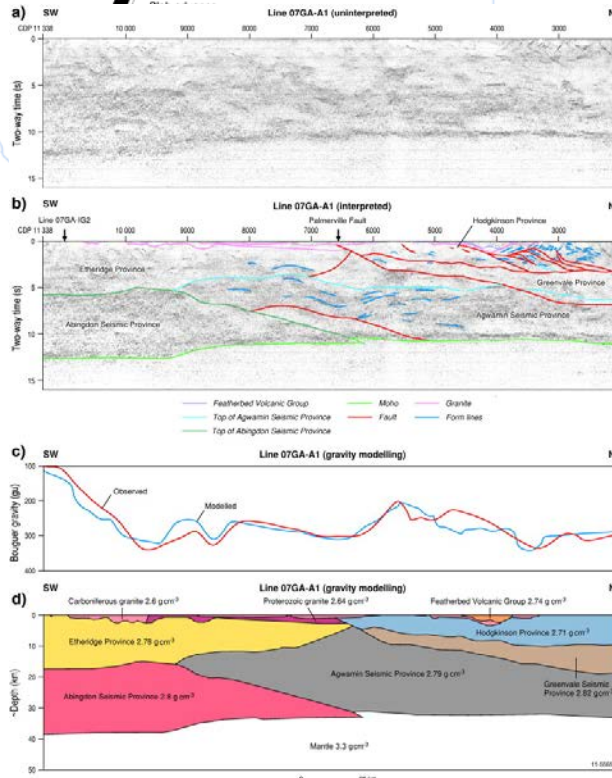 a) SW Line 07GA-A1 (uninterpreted) N
CDP 11 338 10 000 9000 8000 7000 6000 5000 4000 3000
0
5
10
15
Two-way time (s)
b) SW Line 07GA-A1 (interpreted) N
Line 07GA-IG2 Palmerville Fault Hodgkinson Province
CDP 11 338 10 000 9000 8000 7000 6000 5000 4000 3000
0
5
10
15
Two-way time (s)
Etheridge Province
Greenvale Province
Abingdon Seismic Province
Agwamin Seismic Province
Featherbed Volcanic Group Moho Granite
Top of Agwamin Seismic Province Fault Form lines
Top of Abingdon Seismic Province
c) SW Line 07GA-A1 (gravity modelling) N
100
200
300
400
Bouguer gravity (gu)
Observed
Modelled
d) SW Line 07GA-A1 (gravity modelling) N
Carboniferous granite 2.6 g cm-3 Proterozoic granite 2.64 g cm-3 Featherbed Volcanic Group 2.74 g cm-3
0
10
20
30
40
50
~Depth (km)
Etheridge Province 2.78 g cm-3
Hodgkinson Province 2.71 g cm-3
Agwamin Seismic Province 2.79 g cm-3
Greenvale Seismic
Province 2.82 g cm-3
Abingdon Seismic Province 2.8 g cm-3
Mantle 3.3 g cm-3